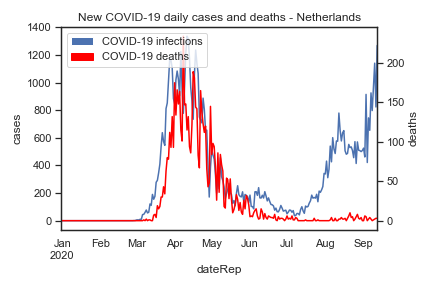 New COVID-19 daily cases and deaths - Netherlands
COVID-19 infections
COVID-19 deaths
1400
1200
1000
800
600
400
200
0
cases
200
150
100
50
0
deaths
Jan Feb Mar Apr May Jun Jul Aug Sep
2020
dateRep